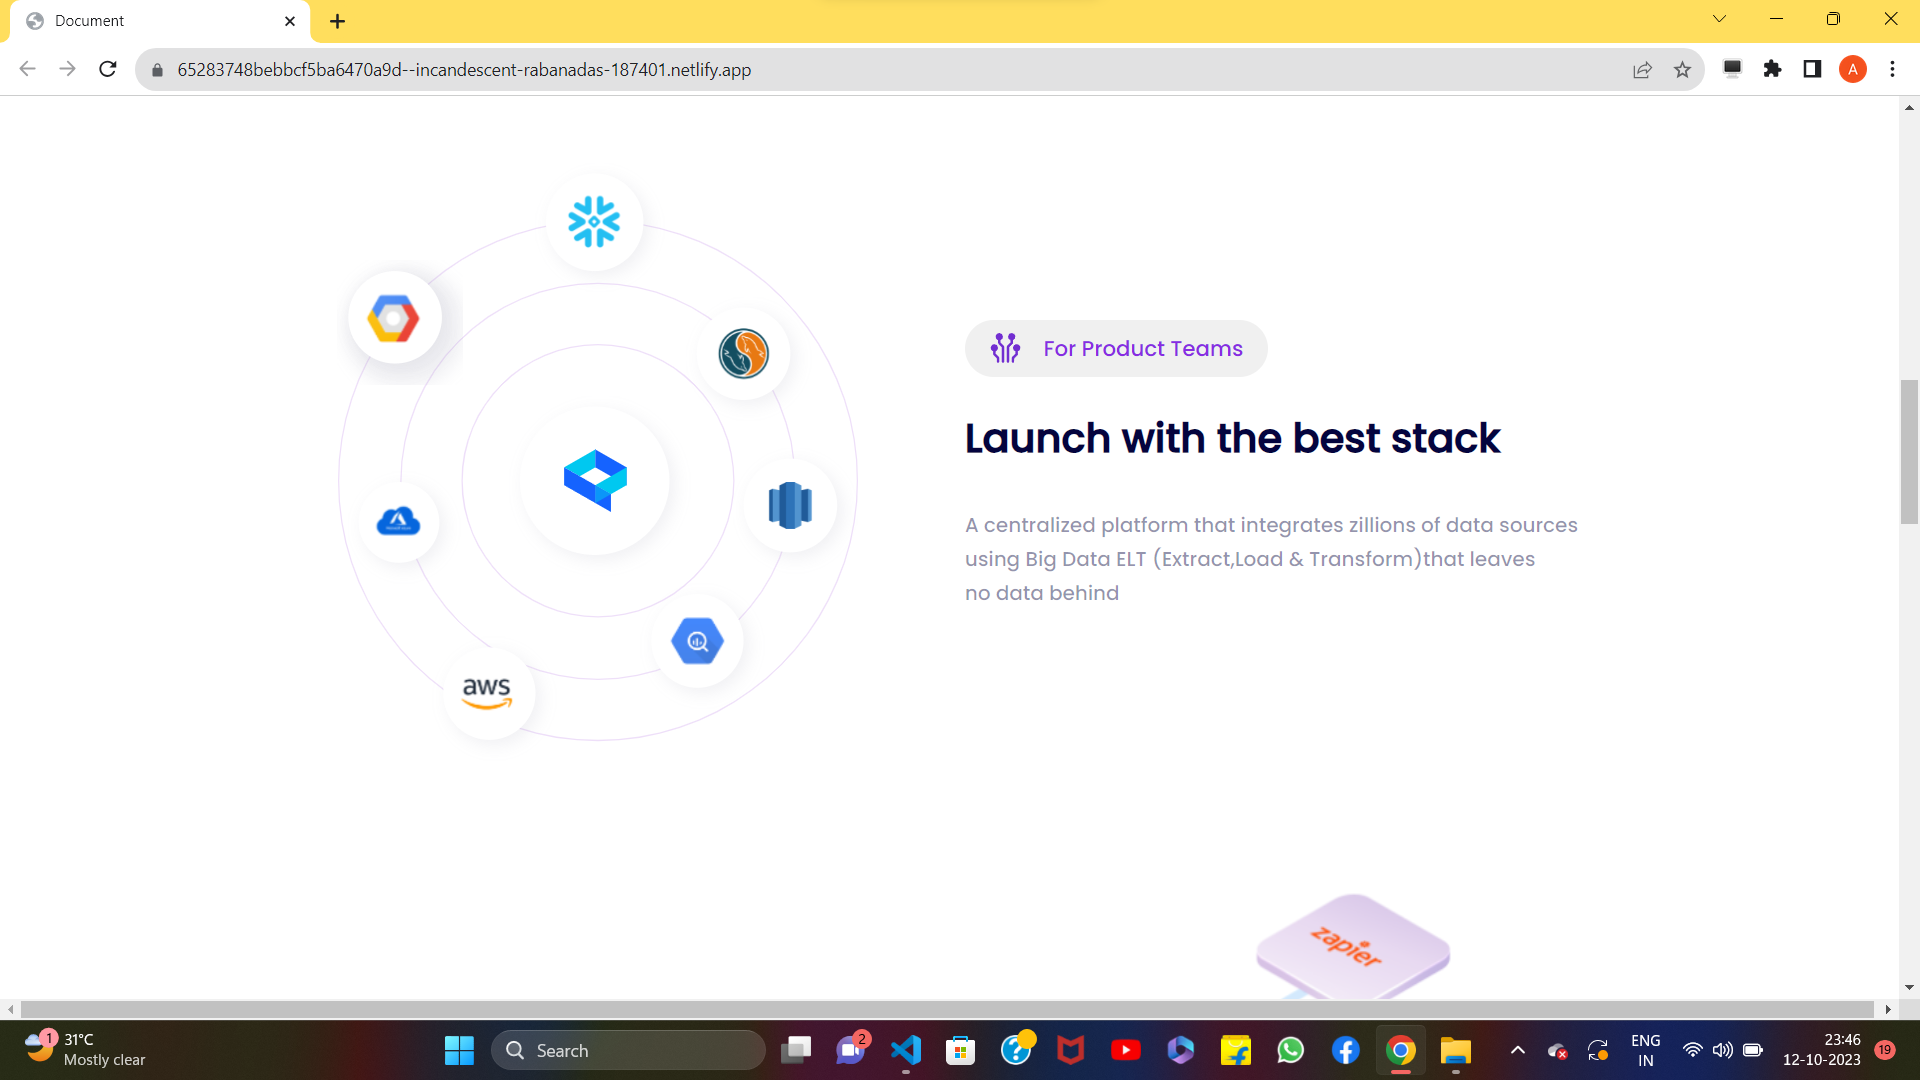 Document
65283748bebbcf5ba6470a9d--incandescent-rabanadas-187401.netlify.app
A
For Product Teams
Launch with the best stack
A centralized platform that integrates zillions of data sources
using Big Data ELT (Extract,Load & Transform)that leaves
no data behind
aws
zapier
1
31°C
Mostly clear
Search
2
ENG
IN
23:46
12-10-2023
19